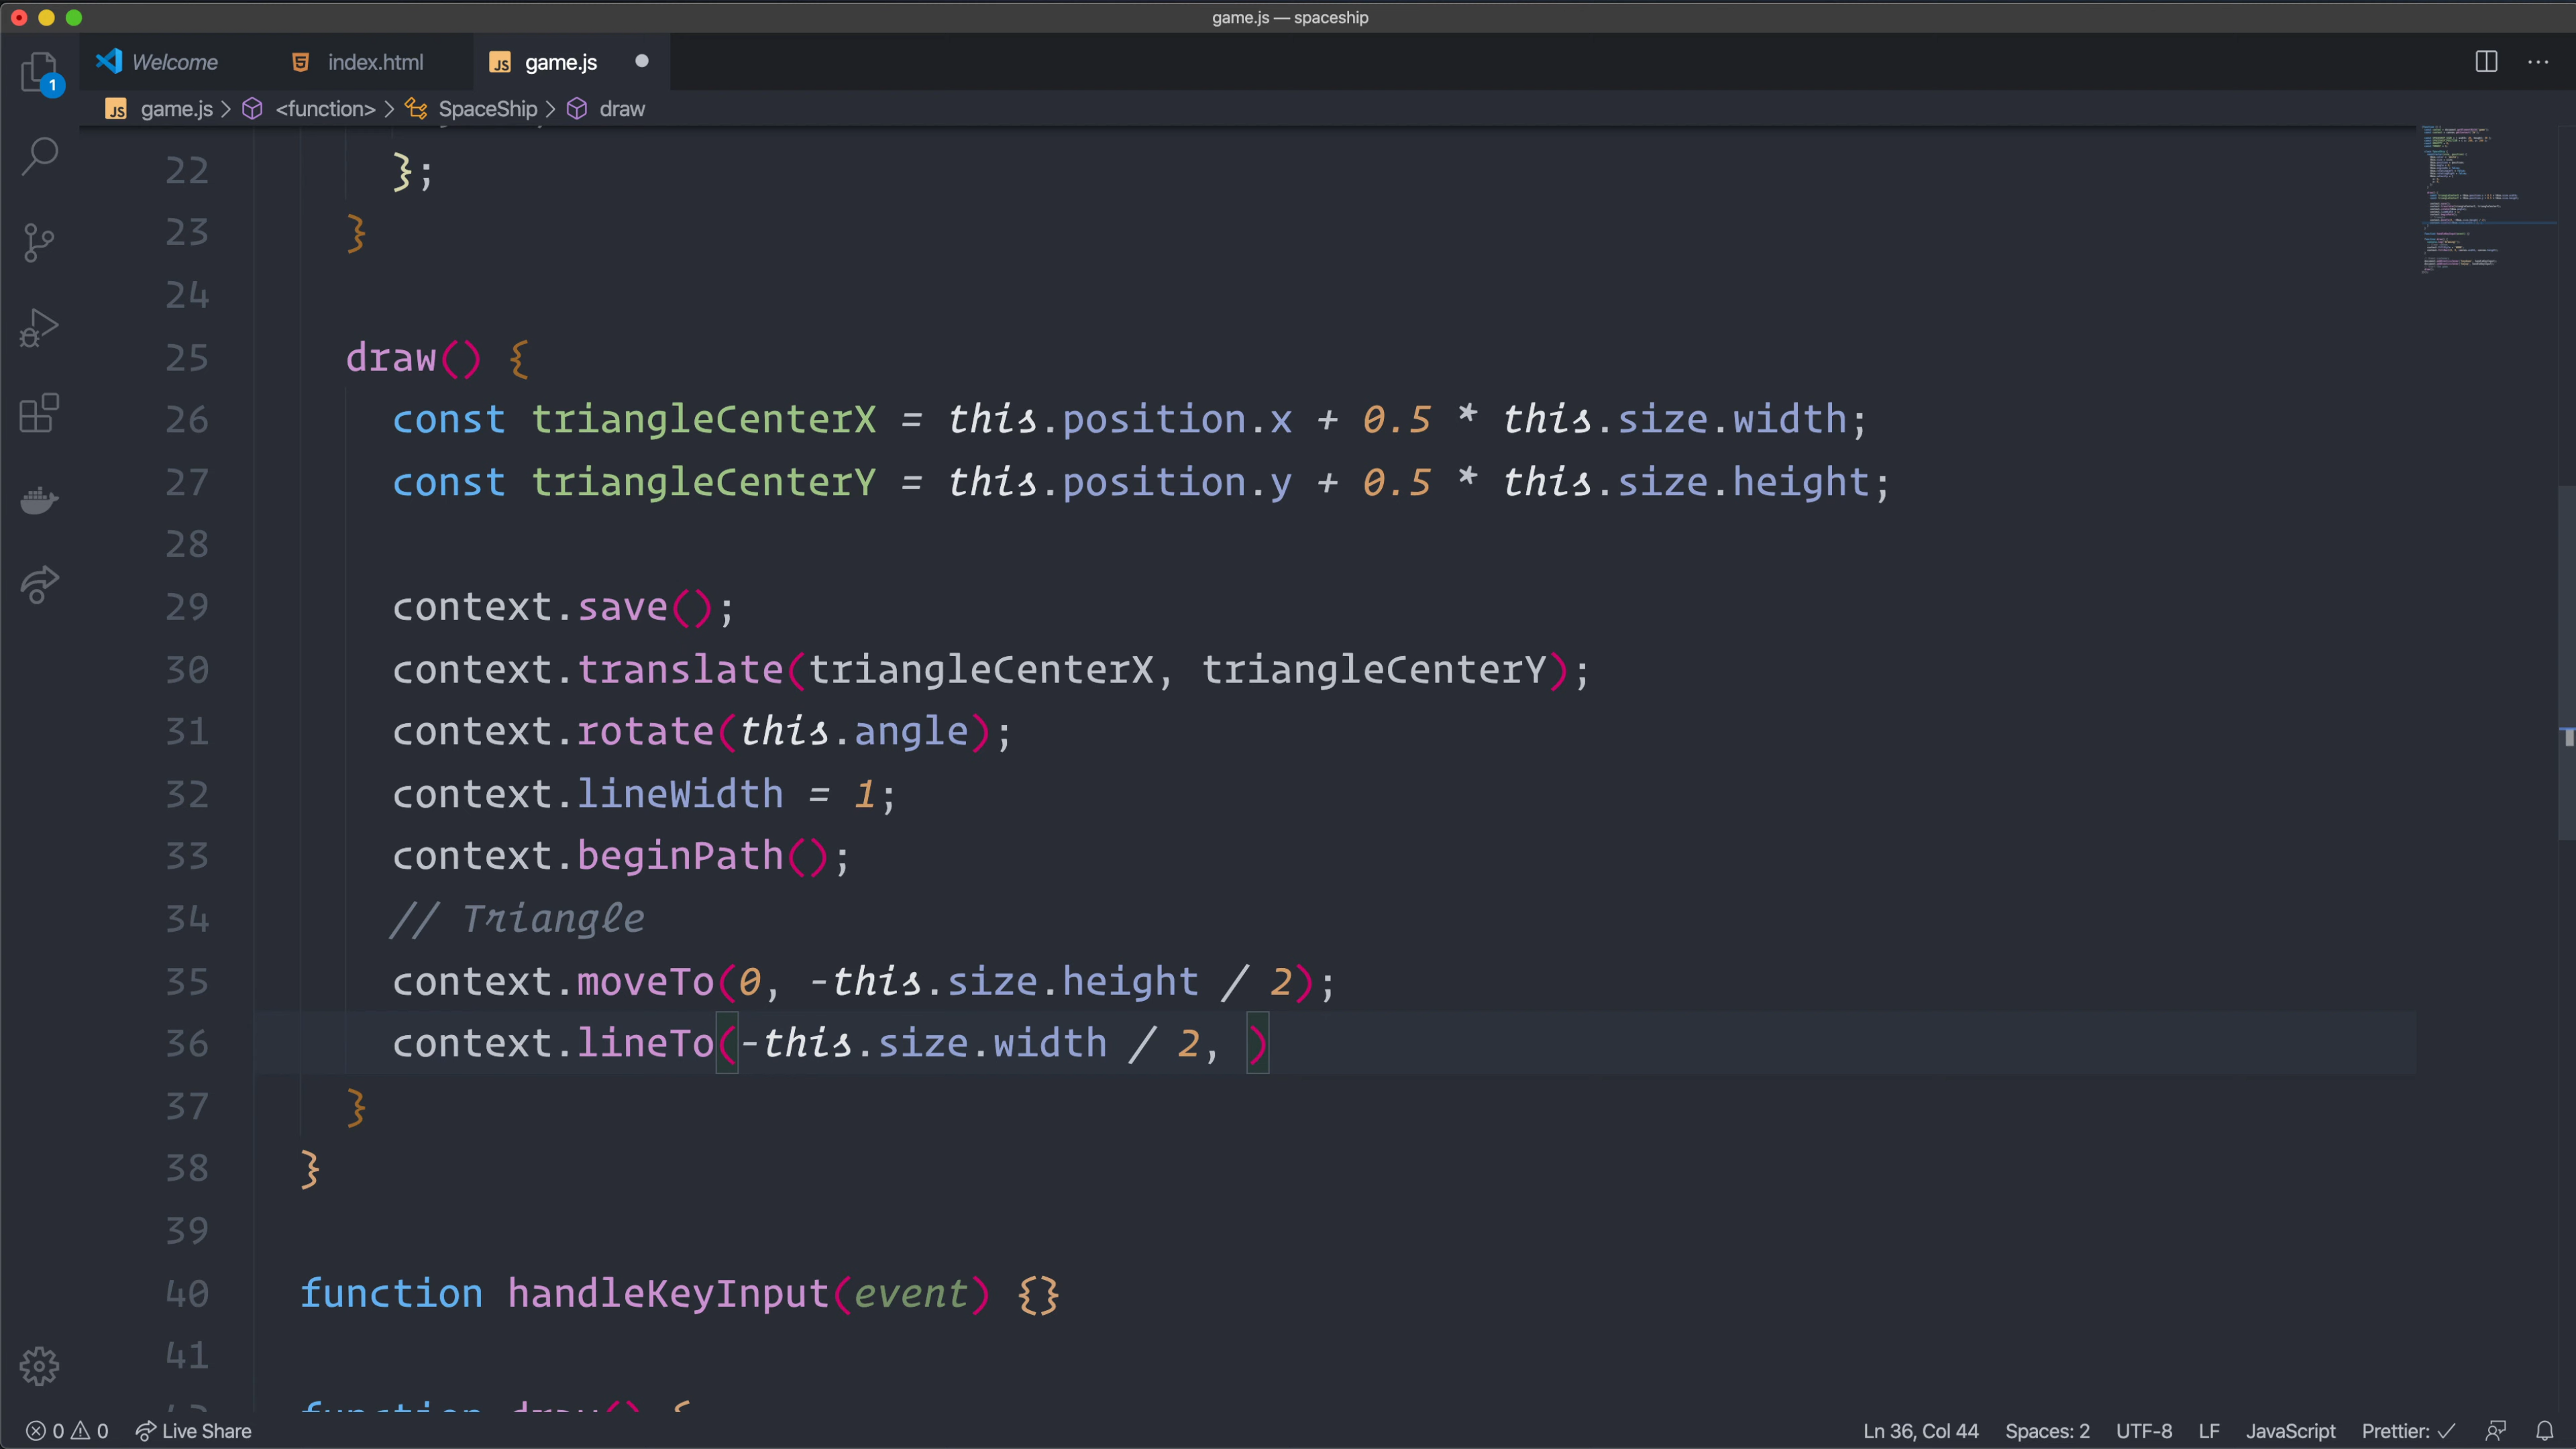 game.js — spaceship
Welcome
index.html
JS game.js
1
JS game.js > <function> > SpaceShip > draw
22 };
23 }
24
25 draw() {
26 const triangleCenterX = this.position.x + 0.5 * this.size.width;
27 const triangleCenterY = this.position.y + 0.5 * this.size.height;
28
29 context.save();
30 context.translate(triangleCenterX, triangleCenterY);
31 context.rotate(this.angle);
32 context.lineWidth = 1;
33 context.beginPath();
34 // Triangle
35 context.moveTo(0, -this.size.height / 2);
36 context.lineTo(-this.size.width / 2, )
37 }
38 }
39
40 function handleKeyInput(event) {}
41
function draw() {
0 0 Live Share Ln 36, Col 44 Spaces: 2 UTF-8 LF JavaScript Prettier: ✓